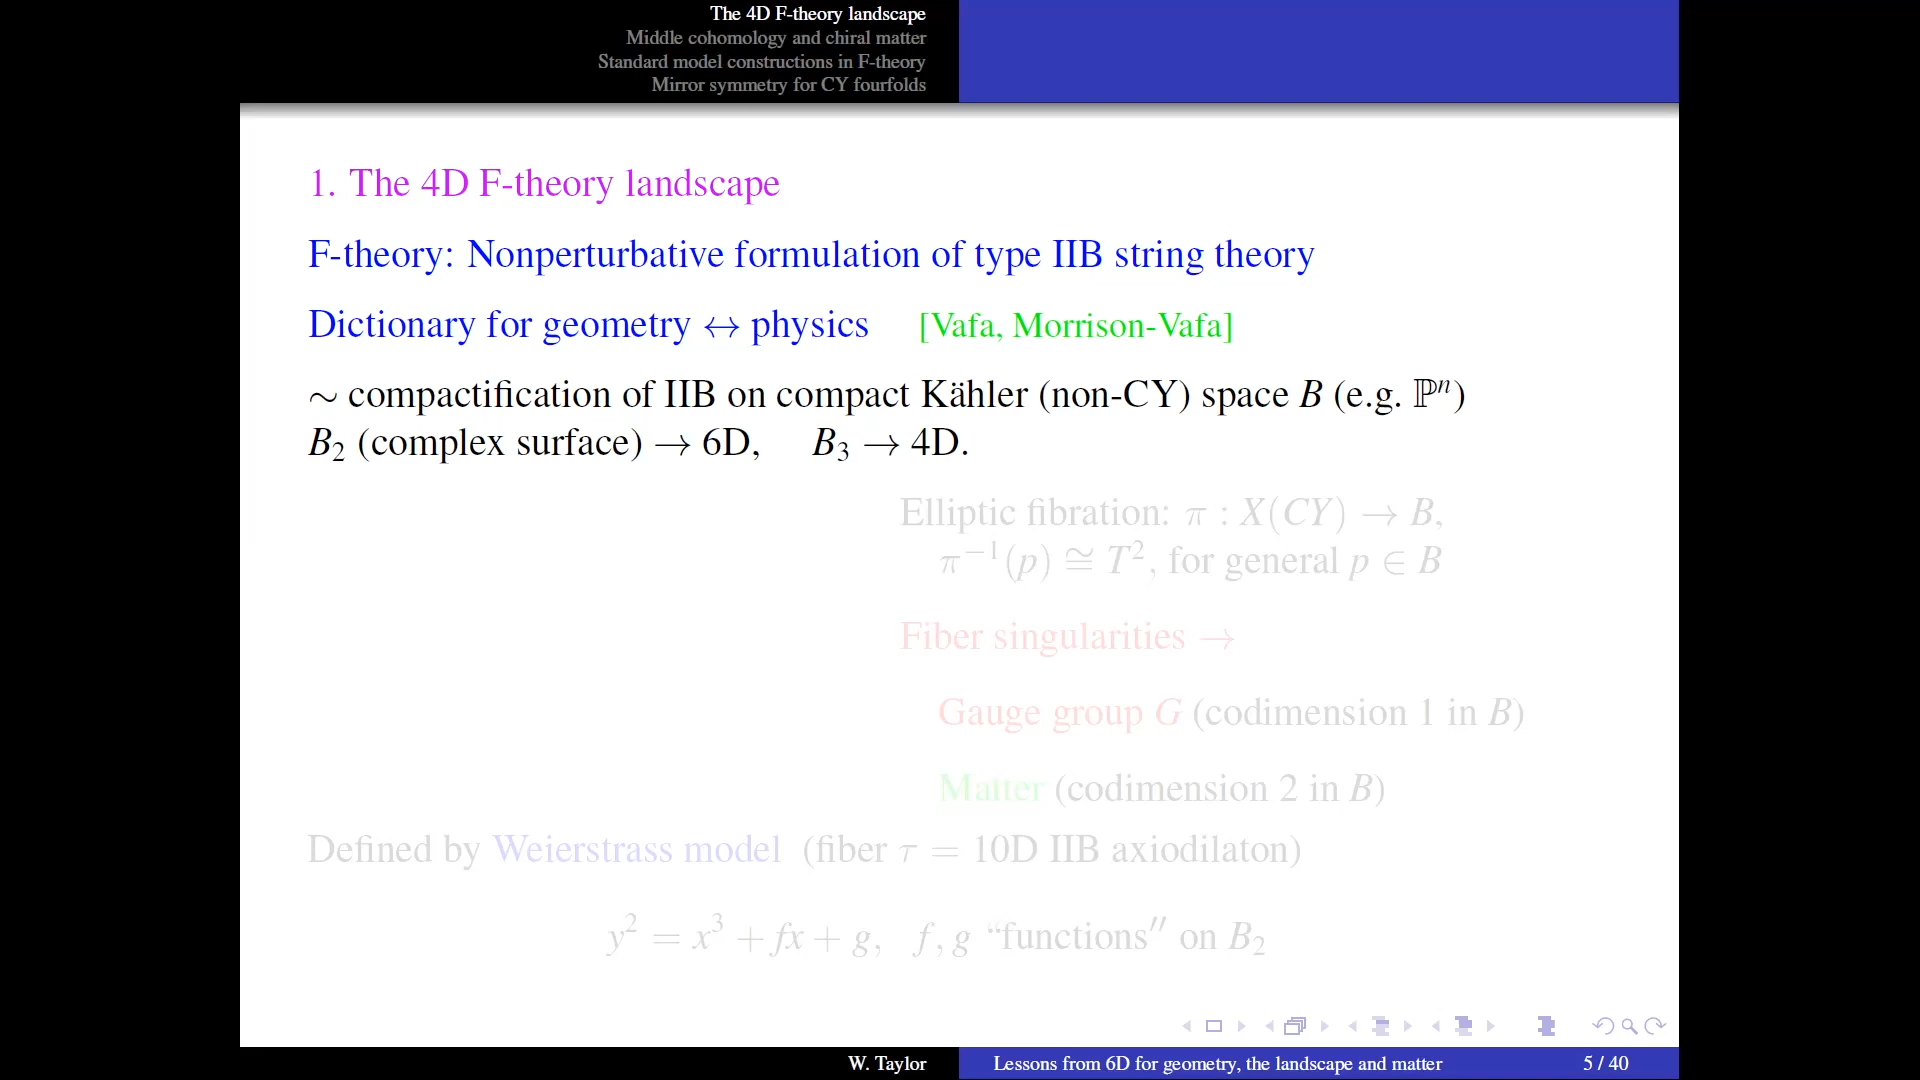 The 4D F-theory landscape
Middle cohomology and chiral matter
Standard model constructions in F-theory
Mirror symmetry for CY fourfolds
1. The 4D F-theory landscape
F-theory: Nonperturbative formulation of type IIB string theory
Dictionary for geometry ↔ physics [Vafa, Morrison-Vafa]
∼ compactification of IIB on compact Kähler (non-CY) space B (e.g. ℙⁿ)
B₂ (complex surface) → 6D, B₃ → 4D.
Elliptic fibration: π : X(CY) → B,
π⁻¹(p) ≅ T², for general p ∈ B
Fiber singularities →
Gauge group G (codimension 1 in B)
Matter (codimension 2 in B)
Defined by Weierstrass model (fiber τ = 10D IIB axiodilaton)
y² = x³ + fx + g, f, g “functions″ on B₂
W. Taylor
Lessons from 6D for geometry, the landscape and matter
5 / 40